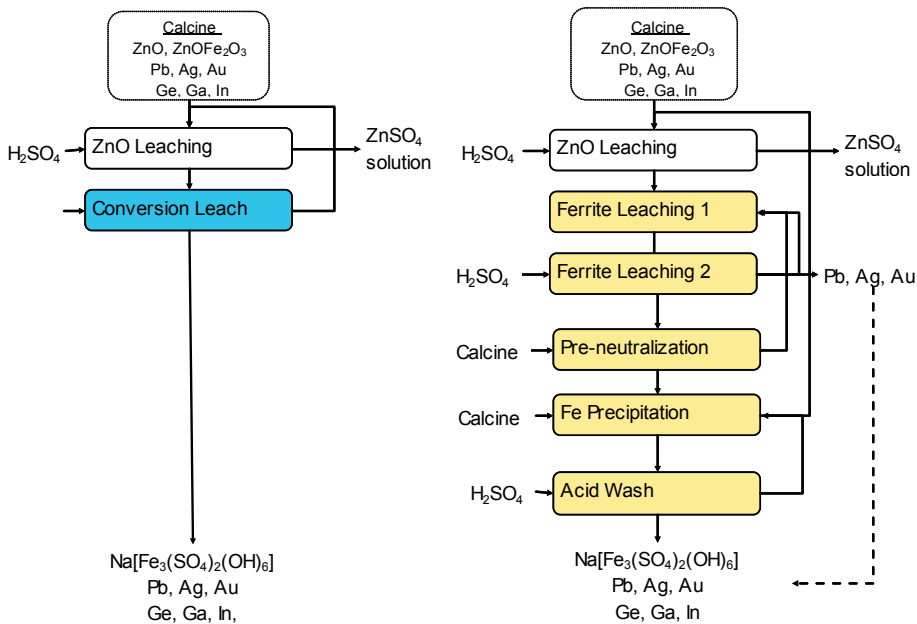 Calcine
ZnO, ZnOFe₂O₃
Pb, Ag, Au
Ge, Ga, In
H₂SO₄
ZnO Leaching
ZnSO₄
solution
Conversion Leach
Na[Fe₃(SO₄)₂(OH)₆]
Pb, Ag, Au
Ge, Ga, In,
Calcine
ZnO, ZnOFe₂O₃
Pb, Ag, Au
Ge, Ga, In
H₂SO₄
ZnO Leaching
ZnSO₄
solution
Ferrite Leaching 1
H₂SO₄
Ferrite Leaching 2
Pb, Ag, Au
Calcine
Pre-neutralization
Calcine
Fe Precipitation
H₂SO₄
Acid Wash
Na[Fe₃(SO₄)₂(OH)₆]
Pb, Ag, Au
Ge, Ga, In